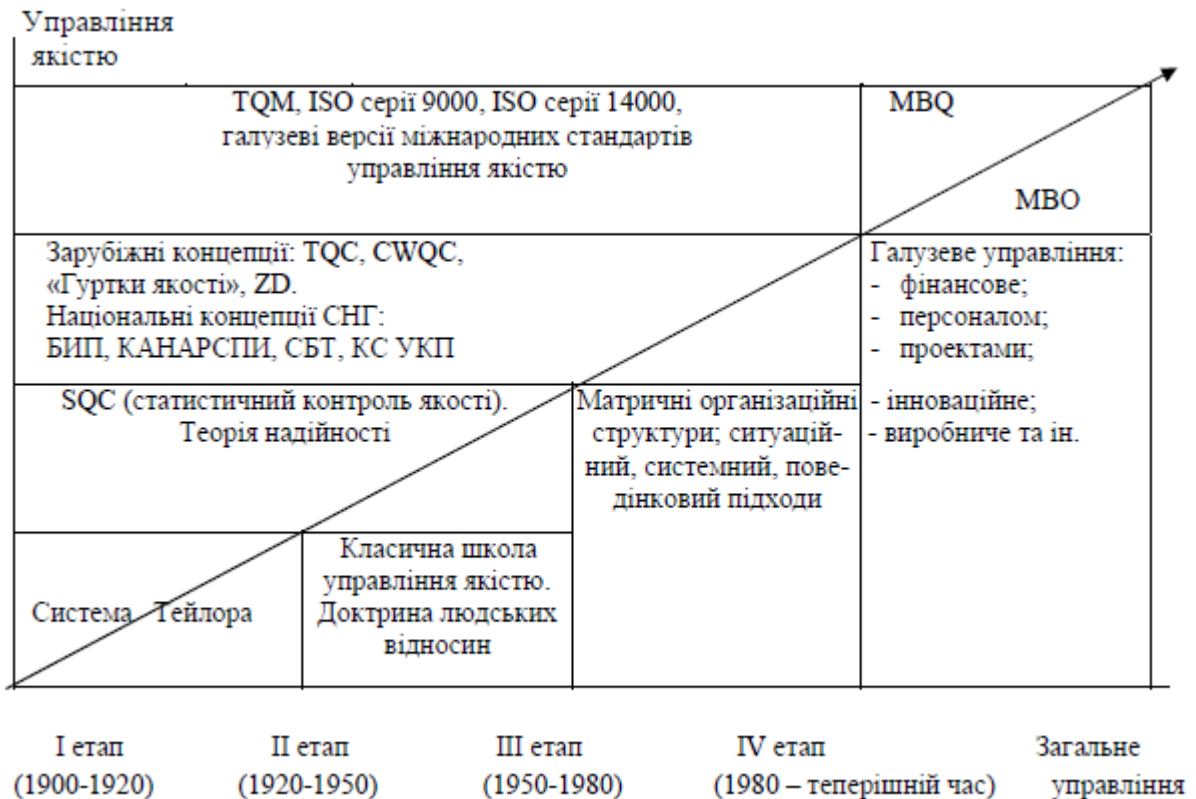 Управління
якістю
TQM, ISO серії 9000, ISO серії 14000,
галузеві версії міжнародних стандартів
управління якістю
MBQ
MBO
Зарубіжні концепції: TQC, CWQC,
«Гуртки якості», ZD.
Національні концепції СНГ:
БИП, КАНАРСПИ, СБТ, КС УКП
Галузеве управління:
- фінансове;
- персоналом;
- проектами;
- інноваційне;
- виробниче та ін.
SQC (статистичний контроль якості).
Теорія надійності
Матричні організаційні
структури; ситуацій-
ний, системний, пове-
дінковий підходи
Система Тейлора
Класична школа
управління якістю.
Доктрина людських
відносин
I етап
(1900-1920)
II етап
(1920-1950)
III етап
(1950-1980)
IV етап
(1980 – теперішній час)
Загальне
управління